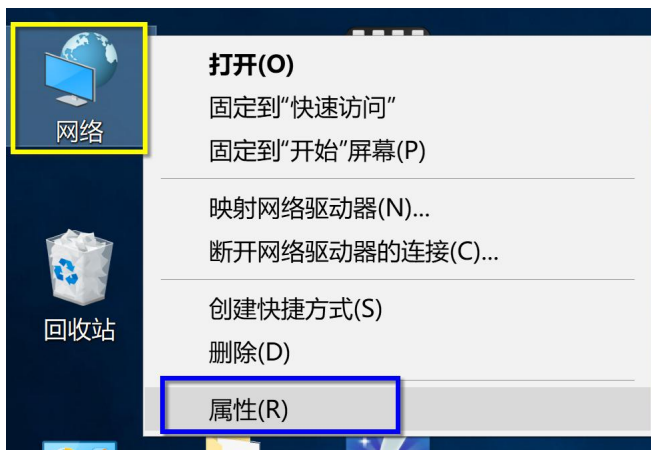 网络
打开(O)
固定到“快速访问”
固定到“开始”屏幕(P)
映射网络驱动器(N)...
断开网络驱动器的连接(C)...
回收站
创建快捷方式(S)
删除(D)
属性(R)